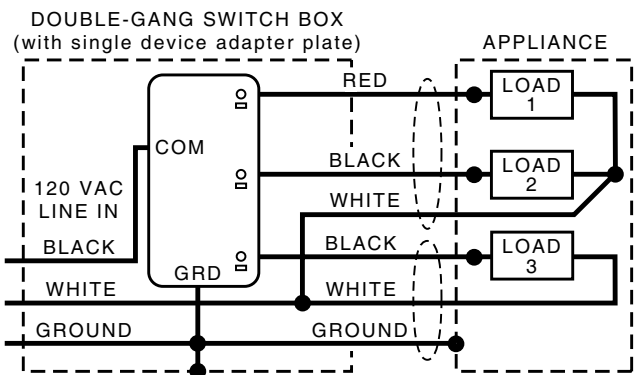 DOUBLE-GANG SWITCH BOX
(with single device adapter plate)
APPLIANCE
RED
LOAD
1
COM
BLACK
LOAD
2
120 VAC
LINE IN
WHITE
BLACK
BLACK
LOAD
3
GRD
WHITE
WHITE
GROUND
GROUND